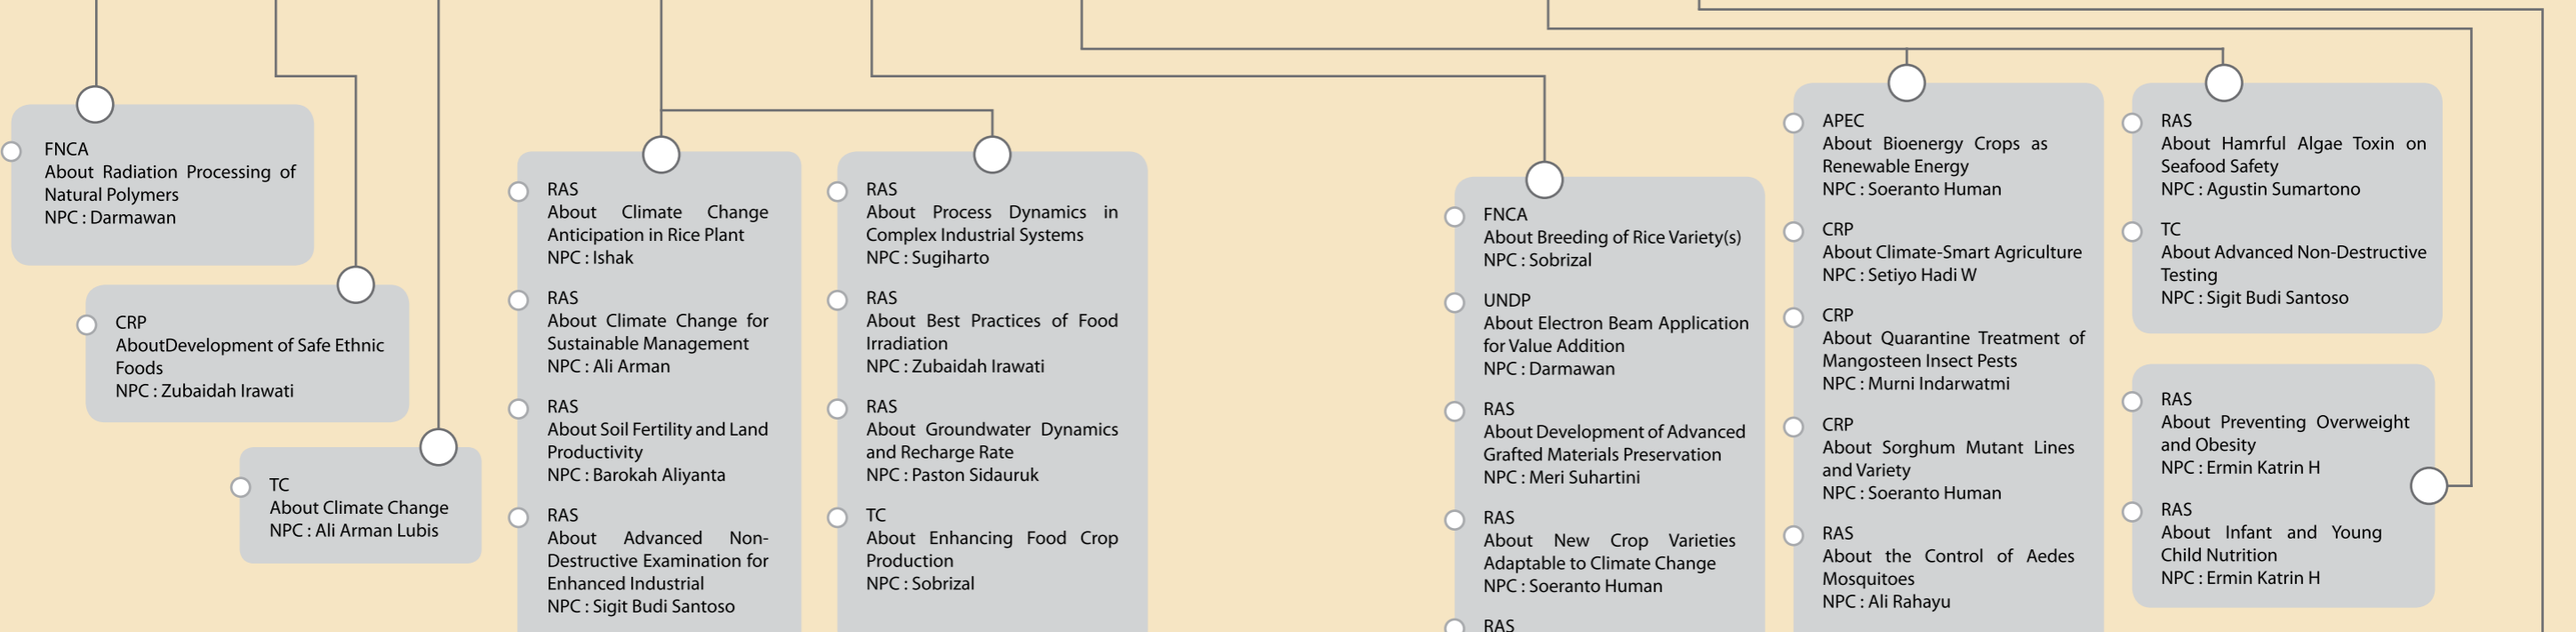 FNCA
About Radiation Processing of
Natural Polymers
NPC : Darmawan
CRP
AboutDevelopment of Safe Ethnic
Foods
NPC : Zubaidah Irawati
TC
About Climate Change
NPC : Ali Arman Lubis
RAS
About Climate Change
Anticipation in Rice Plant
NPC : Ishak
RAS
About Climate Change for
Sustainable Management
NPC : Ali Arman
RAS
About Soil Fertility and Land
Productivity
NPC : Barokah Aliyanta
RAS
About Advanced Non-
Destructive Examination for
Enhanced Industrial
NPC : Sigit Budi Santoso
RAS
About Process Dynamics in
Complex Industrial Systems
NPC : Sugiharto
RAS
About Best Practices of Food
Irradiation
NPC : Zubaidah Irawati
RAS
About Groundwater Dynamics
and Recharge Rate
NPC : Paston Sidauruk
TC
About Enhancing Food Crop
Production
NPC : Sobrizal
FNCA
About Breeding of Rice Variety(s)
NPC : Sobrizal
UNDP
About Electron Beam Application
for Value Addition
NPC : Darmawan
RAS
About Development of Advanced
Grafted Materials Preservation
NPC : Meri Suhartini
RAS
About New Crop Varieties
Adaptable to Climate Change
NPC : Soeranto Human
RAS
APEC
About Bioenergy Crops as
Renewable Energy
NPC : Soeranto Human
CRP
About Climate-Smart Agriculture
NPC : Setiyo Hadi W
CRP
About Quarantine Treatment of
Mangosteen Insect Pests
NPC : Murni Indarwatmi
CRP
About Sorghum Mutant Lines
and Variety
NPC : Soeranto Human
RAS
About the Control of Aedes
Mosquitoes
NPC : Ali Rahayu
RAS
About Hamrful Algae Toxin on
Seafood Safety
NPC : Agustin Sumartono
TC
About Advanced Non-Destructive
Testing
NPC : Sigit Budi Santoso
RAS
About Preventing Overweight
and Obesity
NPC : Ermin Katrin H
RAS
About Infant and Young
Child Nutrition
NPC : Ermin Katrin H